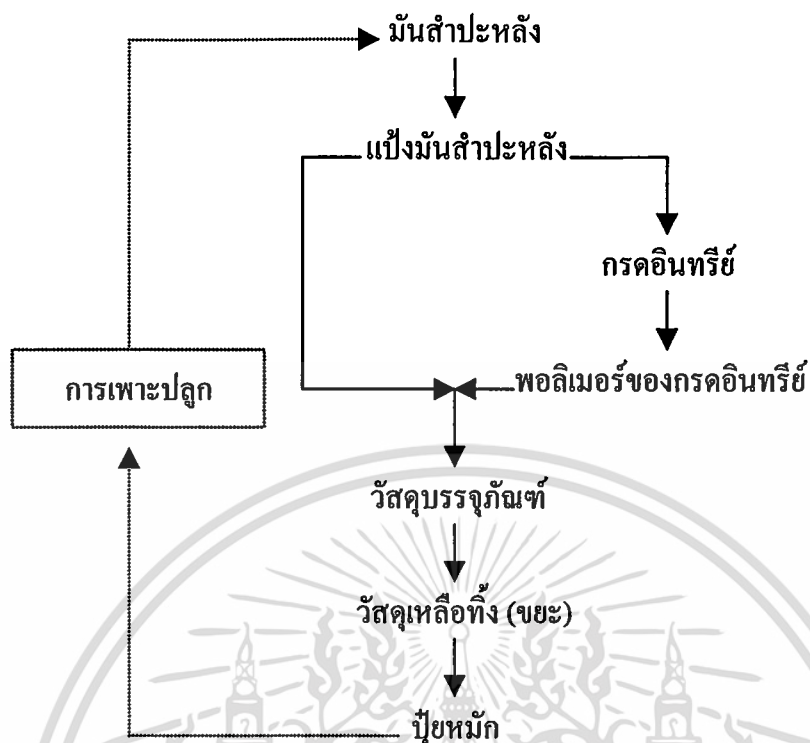 มันสำปะหลัง
แป้งมันสำปะหลัง
กรดอินทรีย์
การเพาะปลูก
พอลิเมอร์ของกรดอินทรีย์
วัสดุบรรจุภัณฑ์
วัสดุเหลือทิ้ง (ขยะ)
ปุ๋ยหมัก